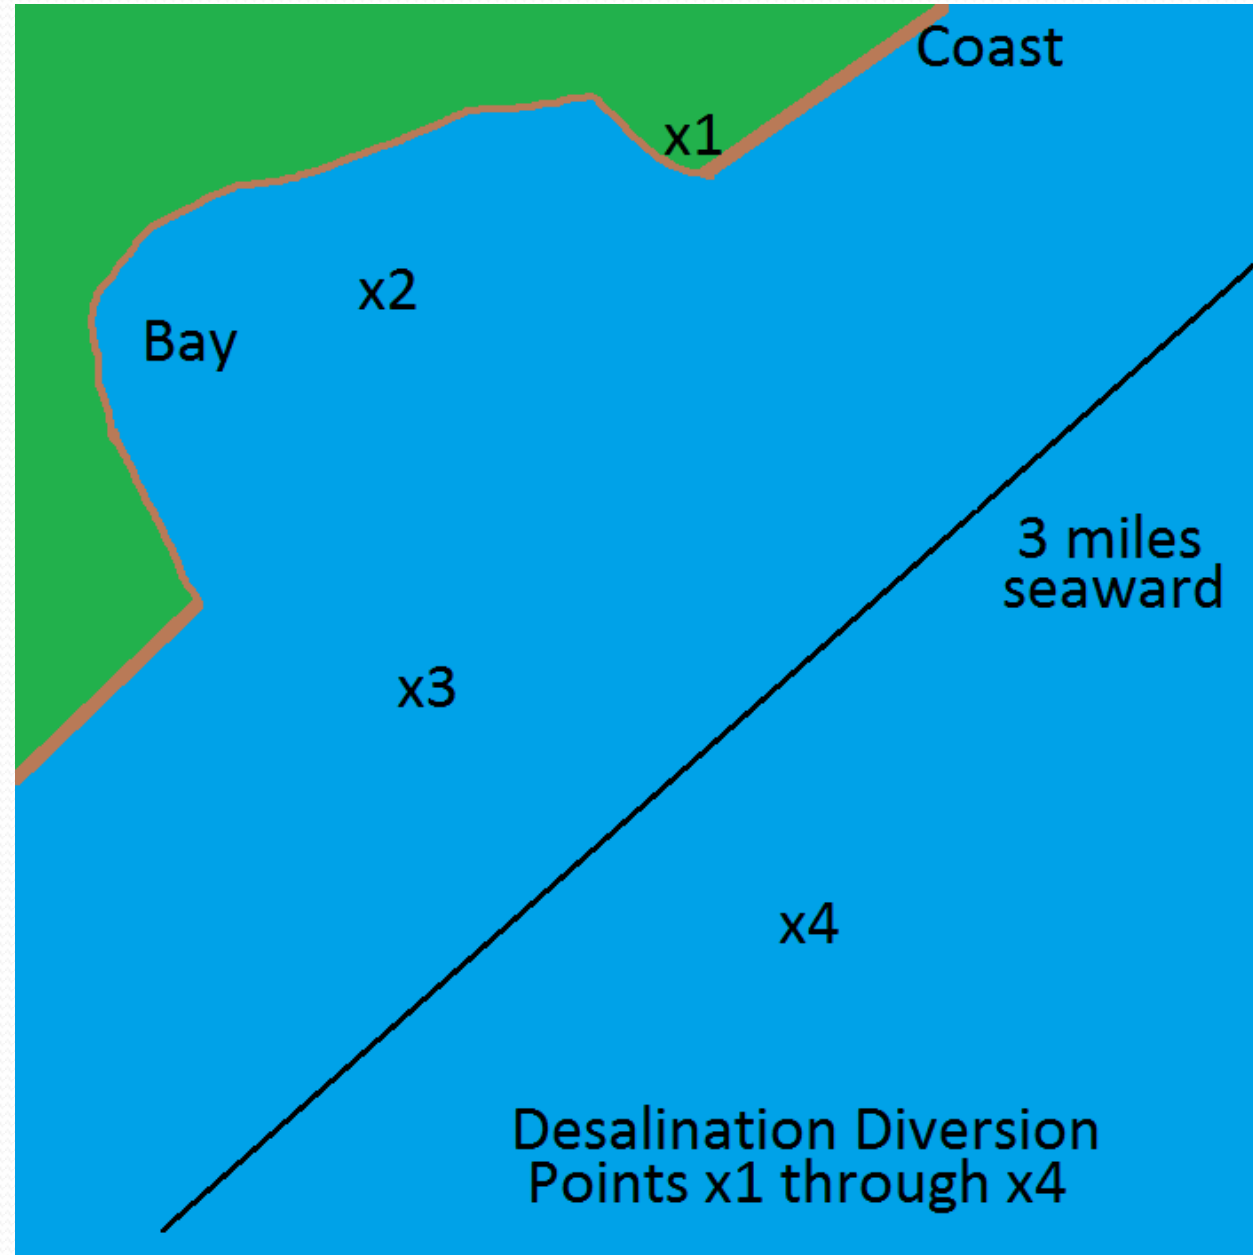 Coast
x1
x2
Bay
3 miles
seaward
x3
x4
Desalination Diversion
Points x1 through x4